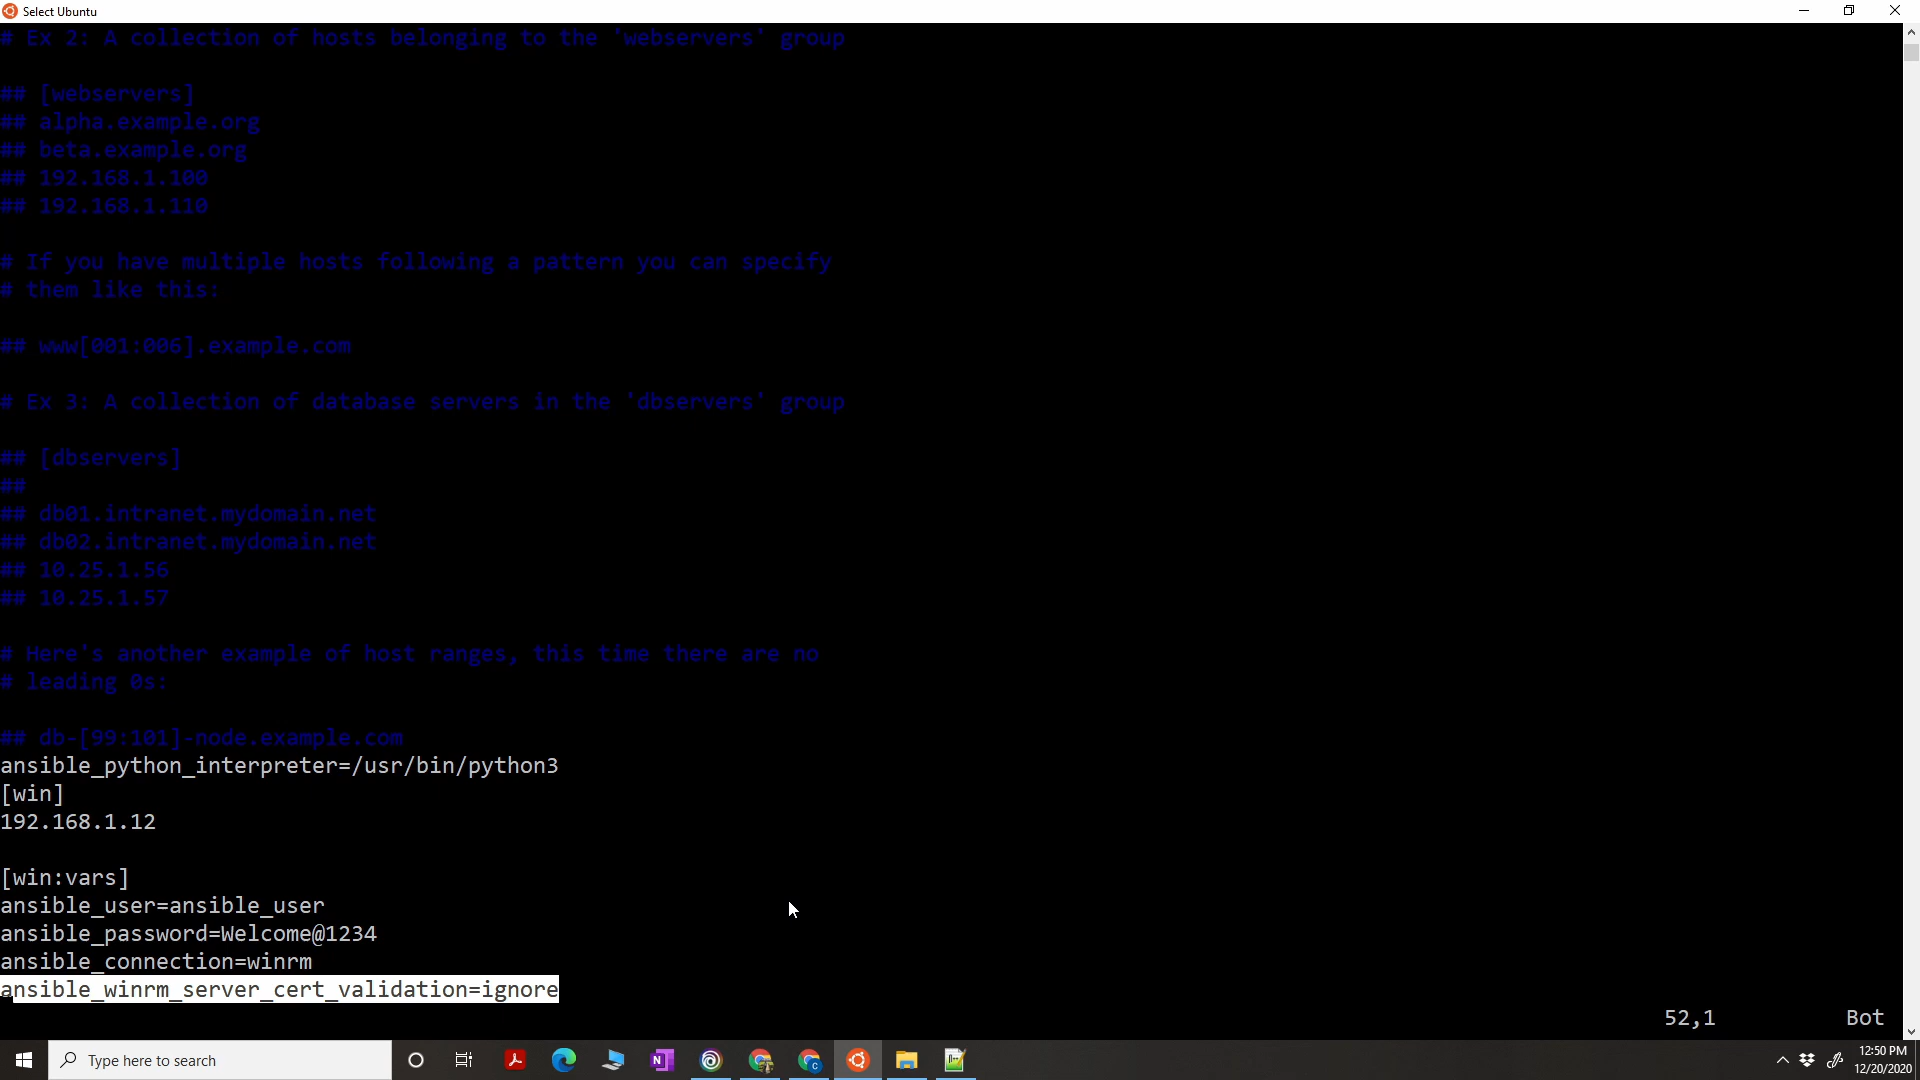 Select Ubuntu
# Ex 2: A collection of hosts belonging to the 'webservers' group
## [webservers]
## alpha.example.org
## beta.example.org
## 192.168.1.100
## 192.168.1.110
# If you have multiple hosts following a pattern you can specify
# them like this:
## www[001:006].example.com
# Ex 3: A collection of database servers in the 'dbservers' group
## [dbservers]
##
## db01.intranet.mydomain.net
## db02.intranet.mydomain.net
## 10.25.1.56
## 10.25.1.57
# Here's another example of host ranges, this time there are no
# leading 0s:
## db-[99:101]-node.example.com
ansible_python_interpreter=/usr/bin/python3
[win]
192.168.1.12
[win:vars]
ansible_user=ansible_user
ansible_password=Welcome@1234
ansible_connection=winrm
ansible_winrm_server_cert_validation=ignore
52,1 Bot
Type here to search
12:50 PM
12/20/2020